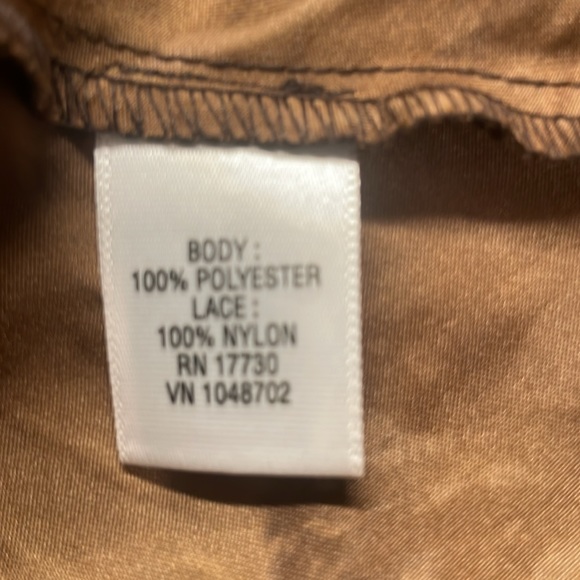 BODY :
100% POLYESTER
LACE :
100% NYLON
RN 17730
VN 1048702